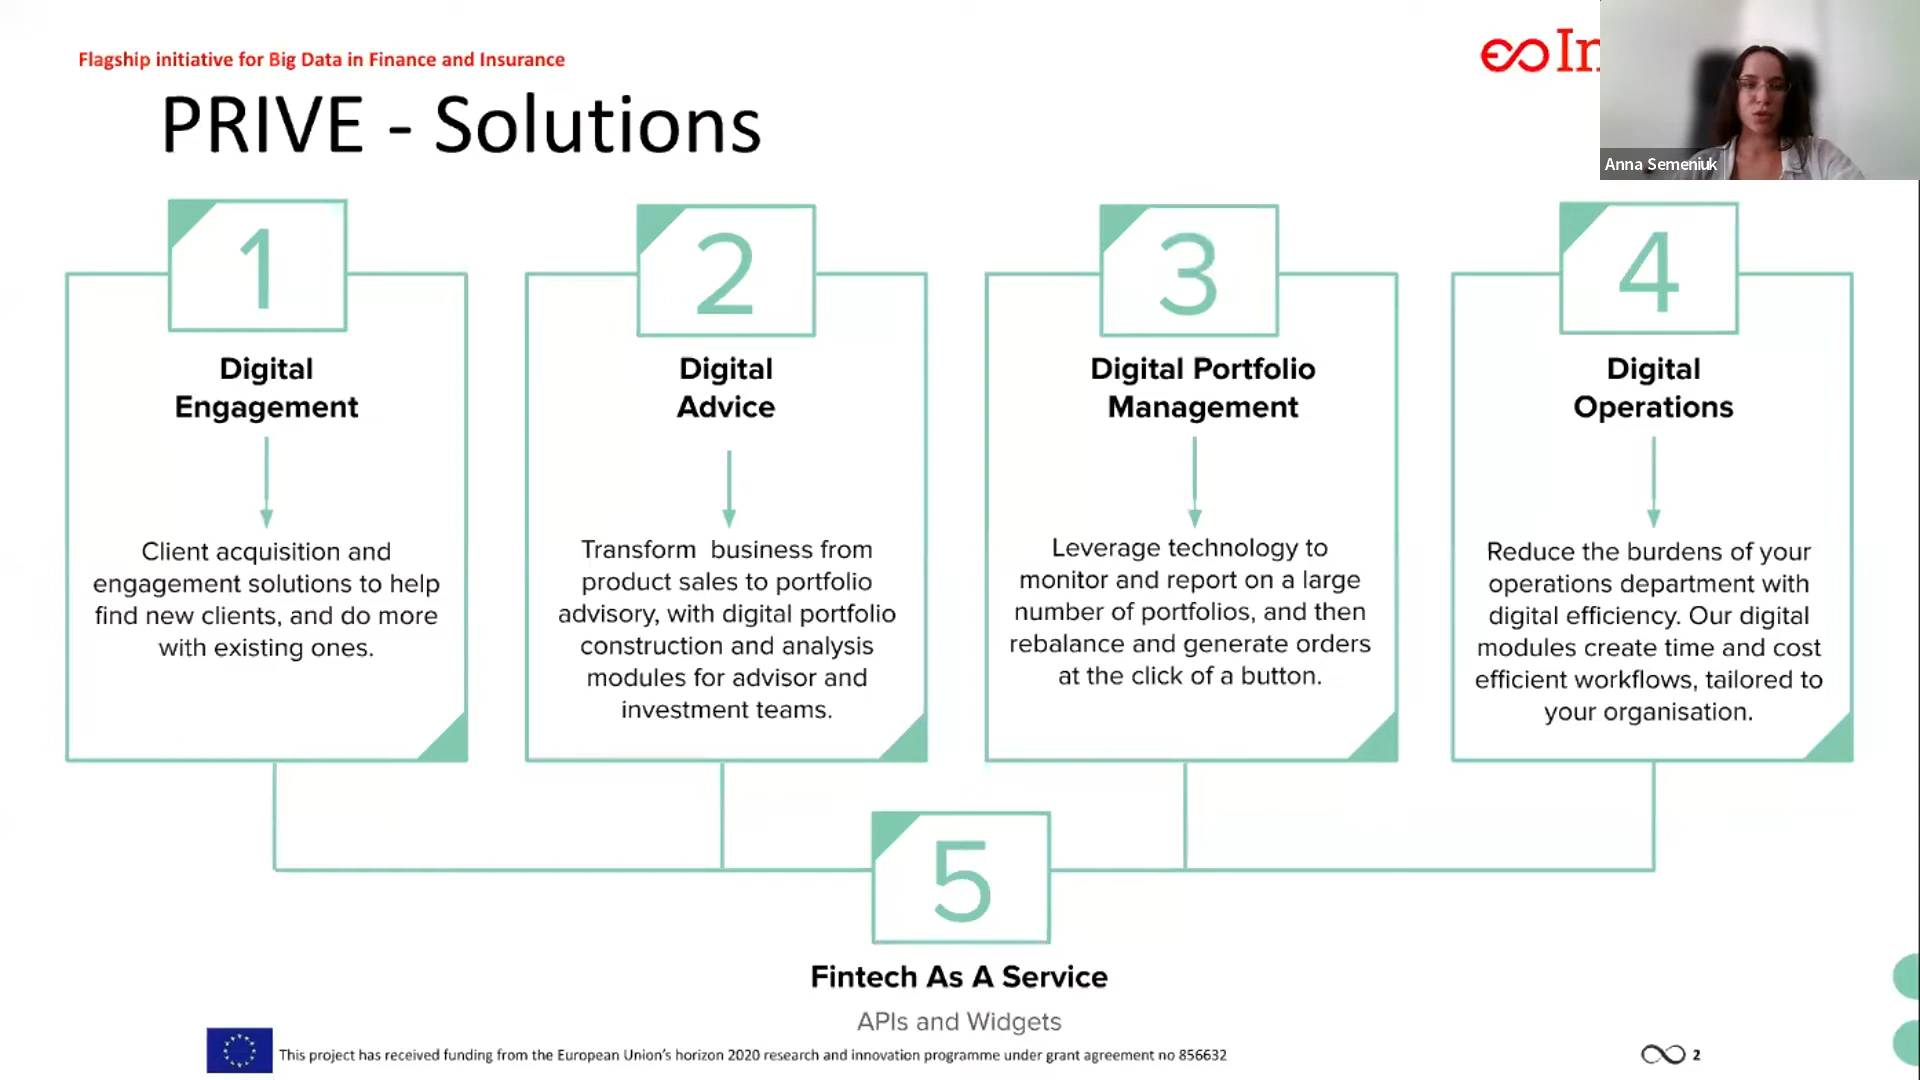 Flagship initiative for Big Data in Finance and Insurance
PRIVE - Solutions
Anna Semeniuk
1
Digital
Engagement
Client acquisition and
engagement solutions to help
find new clients, and do more
with existing ones.
2
Digital
Advice
Transform business from
product sales to portfolio
advisory, with digital portfolio
construction and analysis
modules for advisor and
investment teams.
3
Digital Portfolio
Management
Leverage technology to
monitor and report on a large
number of portfolios, and then
rebalance and generate orders
at the click of a button.
4
Digital
Operations
Reduce the burdens of your
operations department with
digital efficiency. Our digital
modules create time and cost
efficient workflows, tailored to
your organisation.
5
Fintech As A Service
APIs and Widgets
This project has received funding from the European Union’s horizon 2020 research and innovation programme under grant agreement no 856632
2